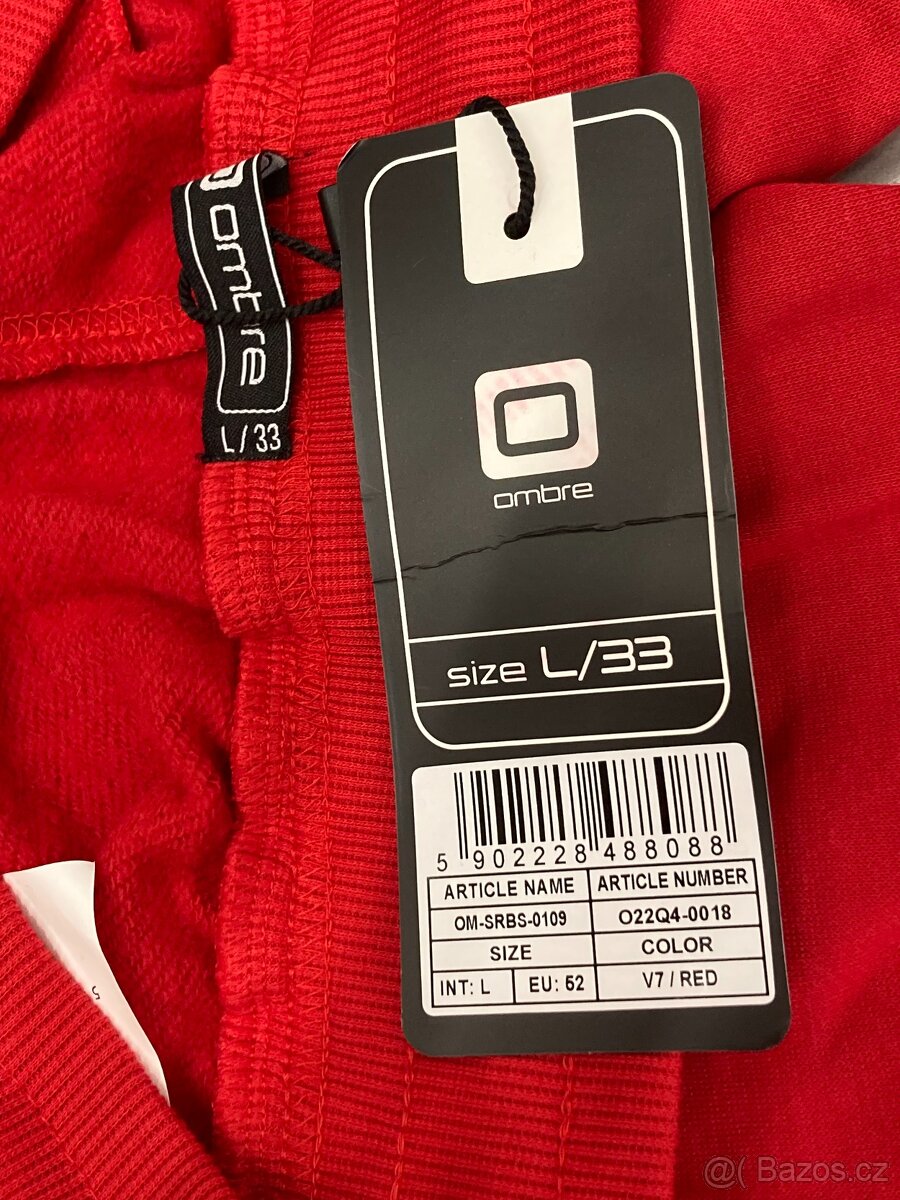 ombre
L/33
ombre
size L/33
5 902228 488088
ARTICLE NAME ARTICLE NUMBER
OM-SRBS-0109 O22Q4-0018
SIZE COLOR
INT: L EU: 52 V7 / RED
5
@( Bazos.cz